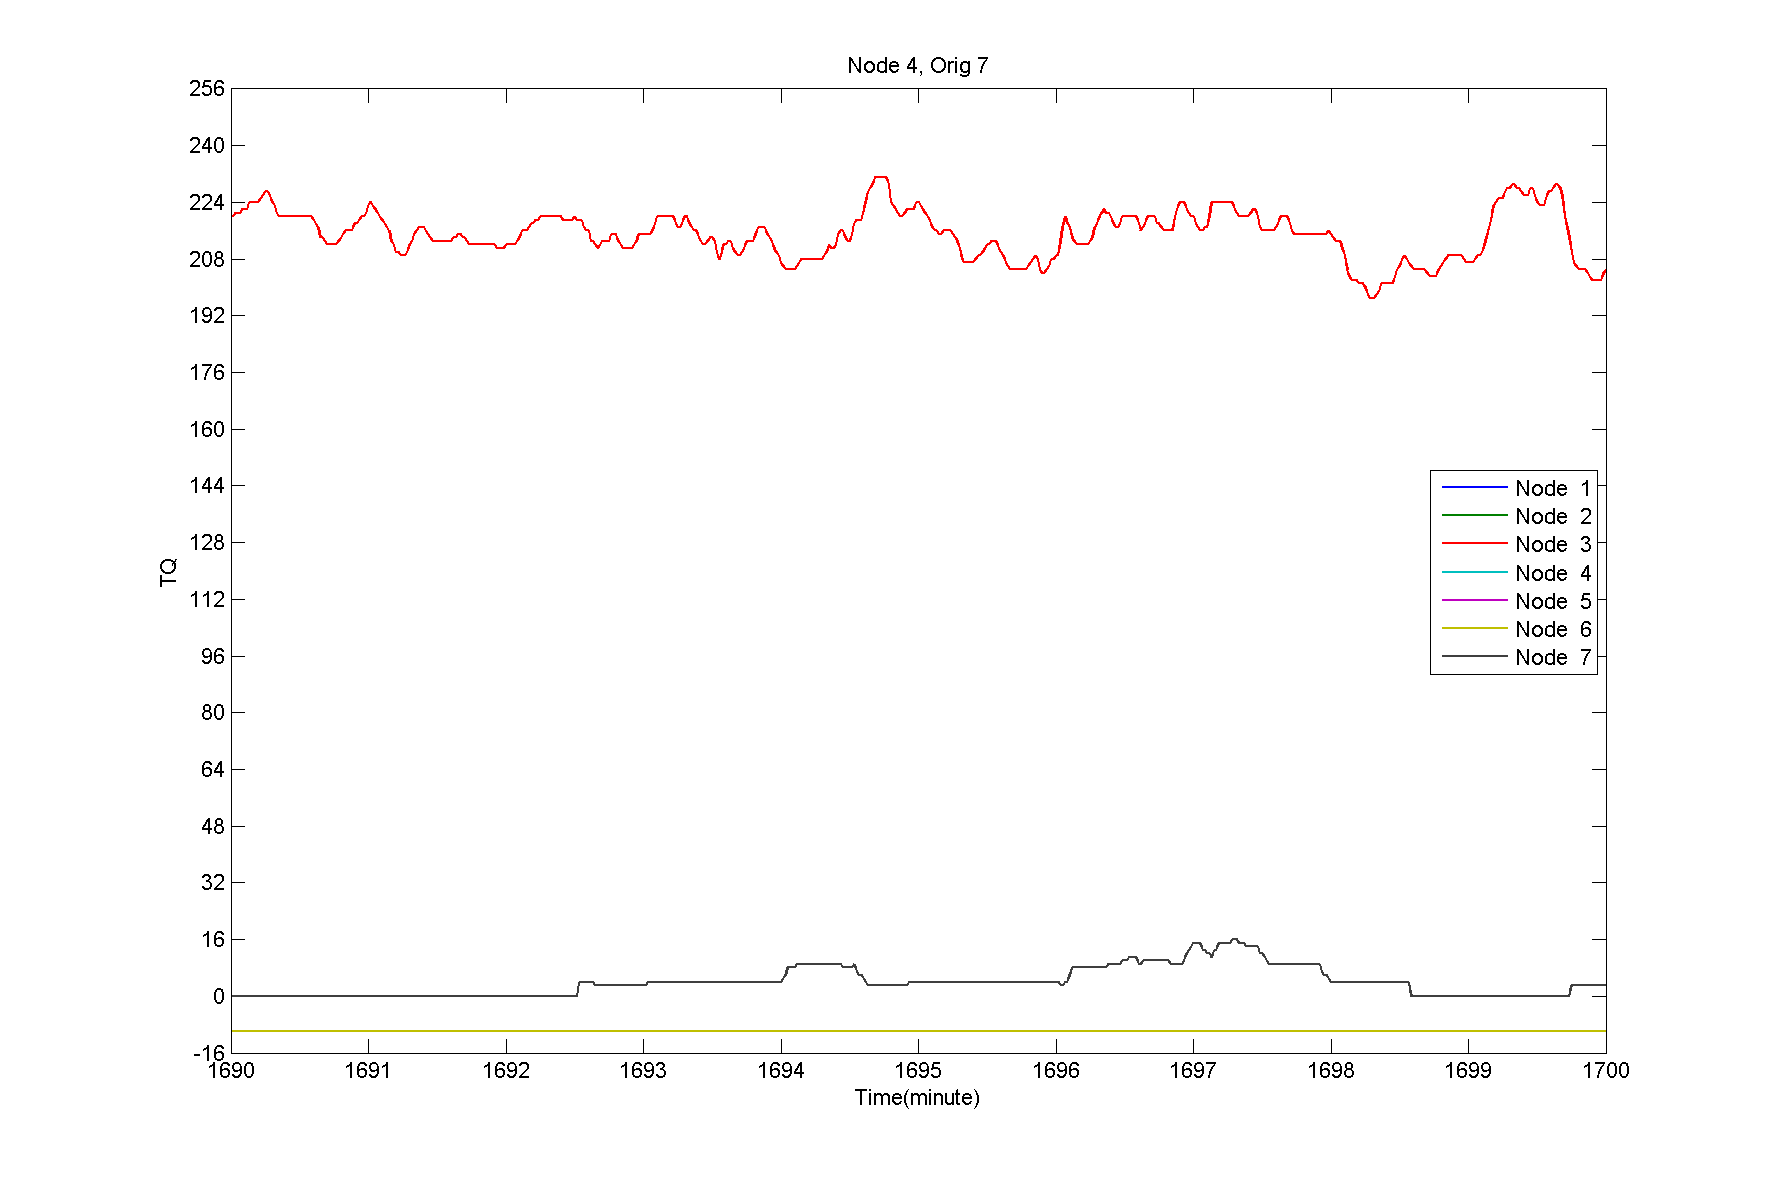 Node 4, Orig 7
256
240
224
208
192
176
160
144
128
112
96
80
64
48
32
16
0
-16
TQ
Node 1
Node 2
Node 3
Node 4
Node 5
Node 6
Node 7
1690 1691 1692 1693 1694 1695 1696 1697 1698 1699 1700
Time(minute)